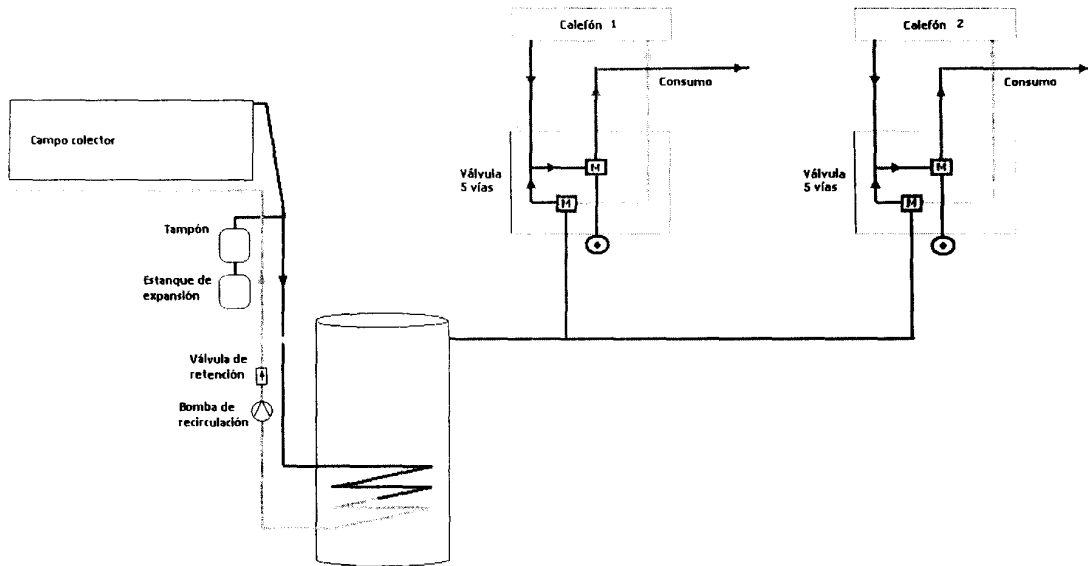 Calefón 1
Calefón 2
Consumo
Consumo
Campo colector
Válvula
5 vías
M
M
Válvula
5 vías
M
M
Tampón
Estanque de
expansión
Válvula de
retención
Bomba de
recirculación